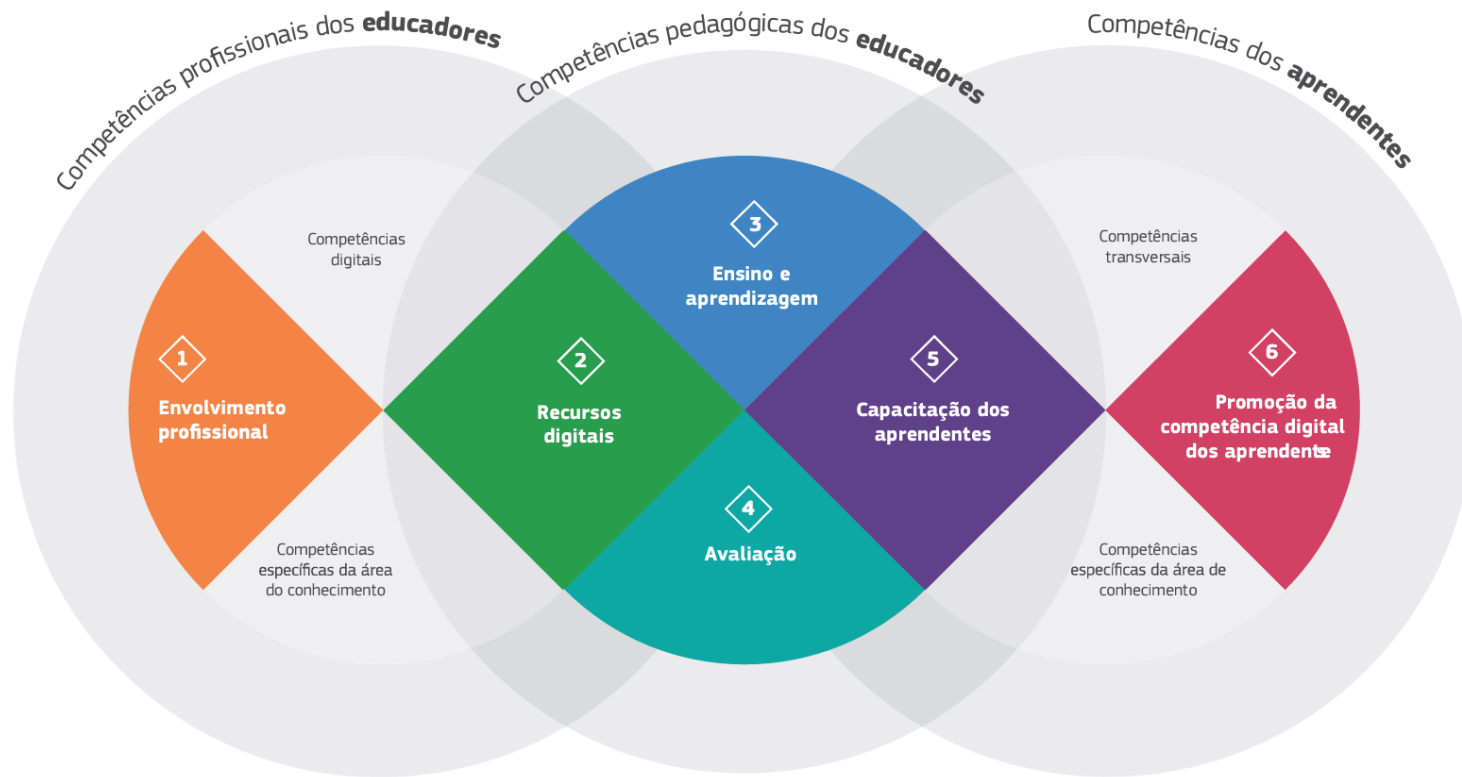 Competências profissionais dos educadores
Competências pedagógicas dos educadores
Competências dos aprendentes
Competências
digitais
Competências
transversais
1
Envolvimento
profissional
2
Recursos
digitais
3
Ensino e
aprendizagem
4
Avaliação
5
Capacitação dos
aprendentes
6
Promoção da
competência digital
dos aprendentse
Competências
específicas da área
do conhecimento
Competências
específicas da área de
conhecimento